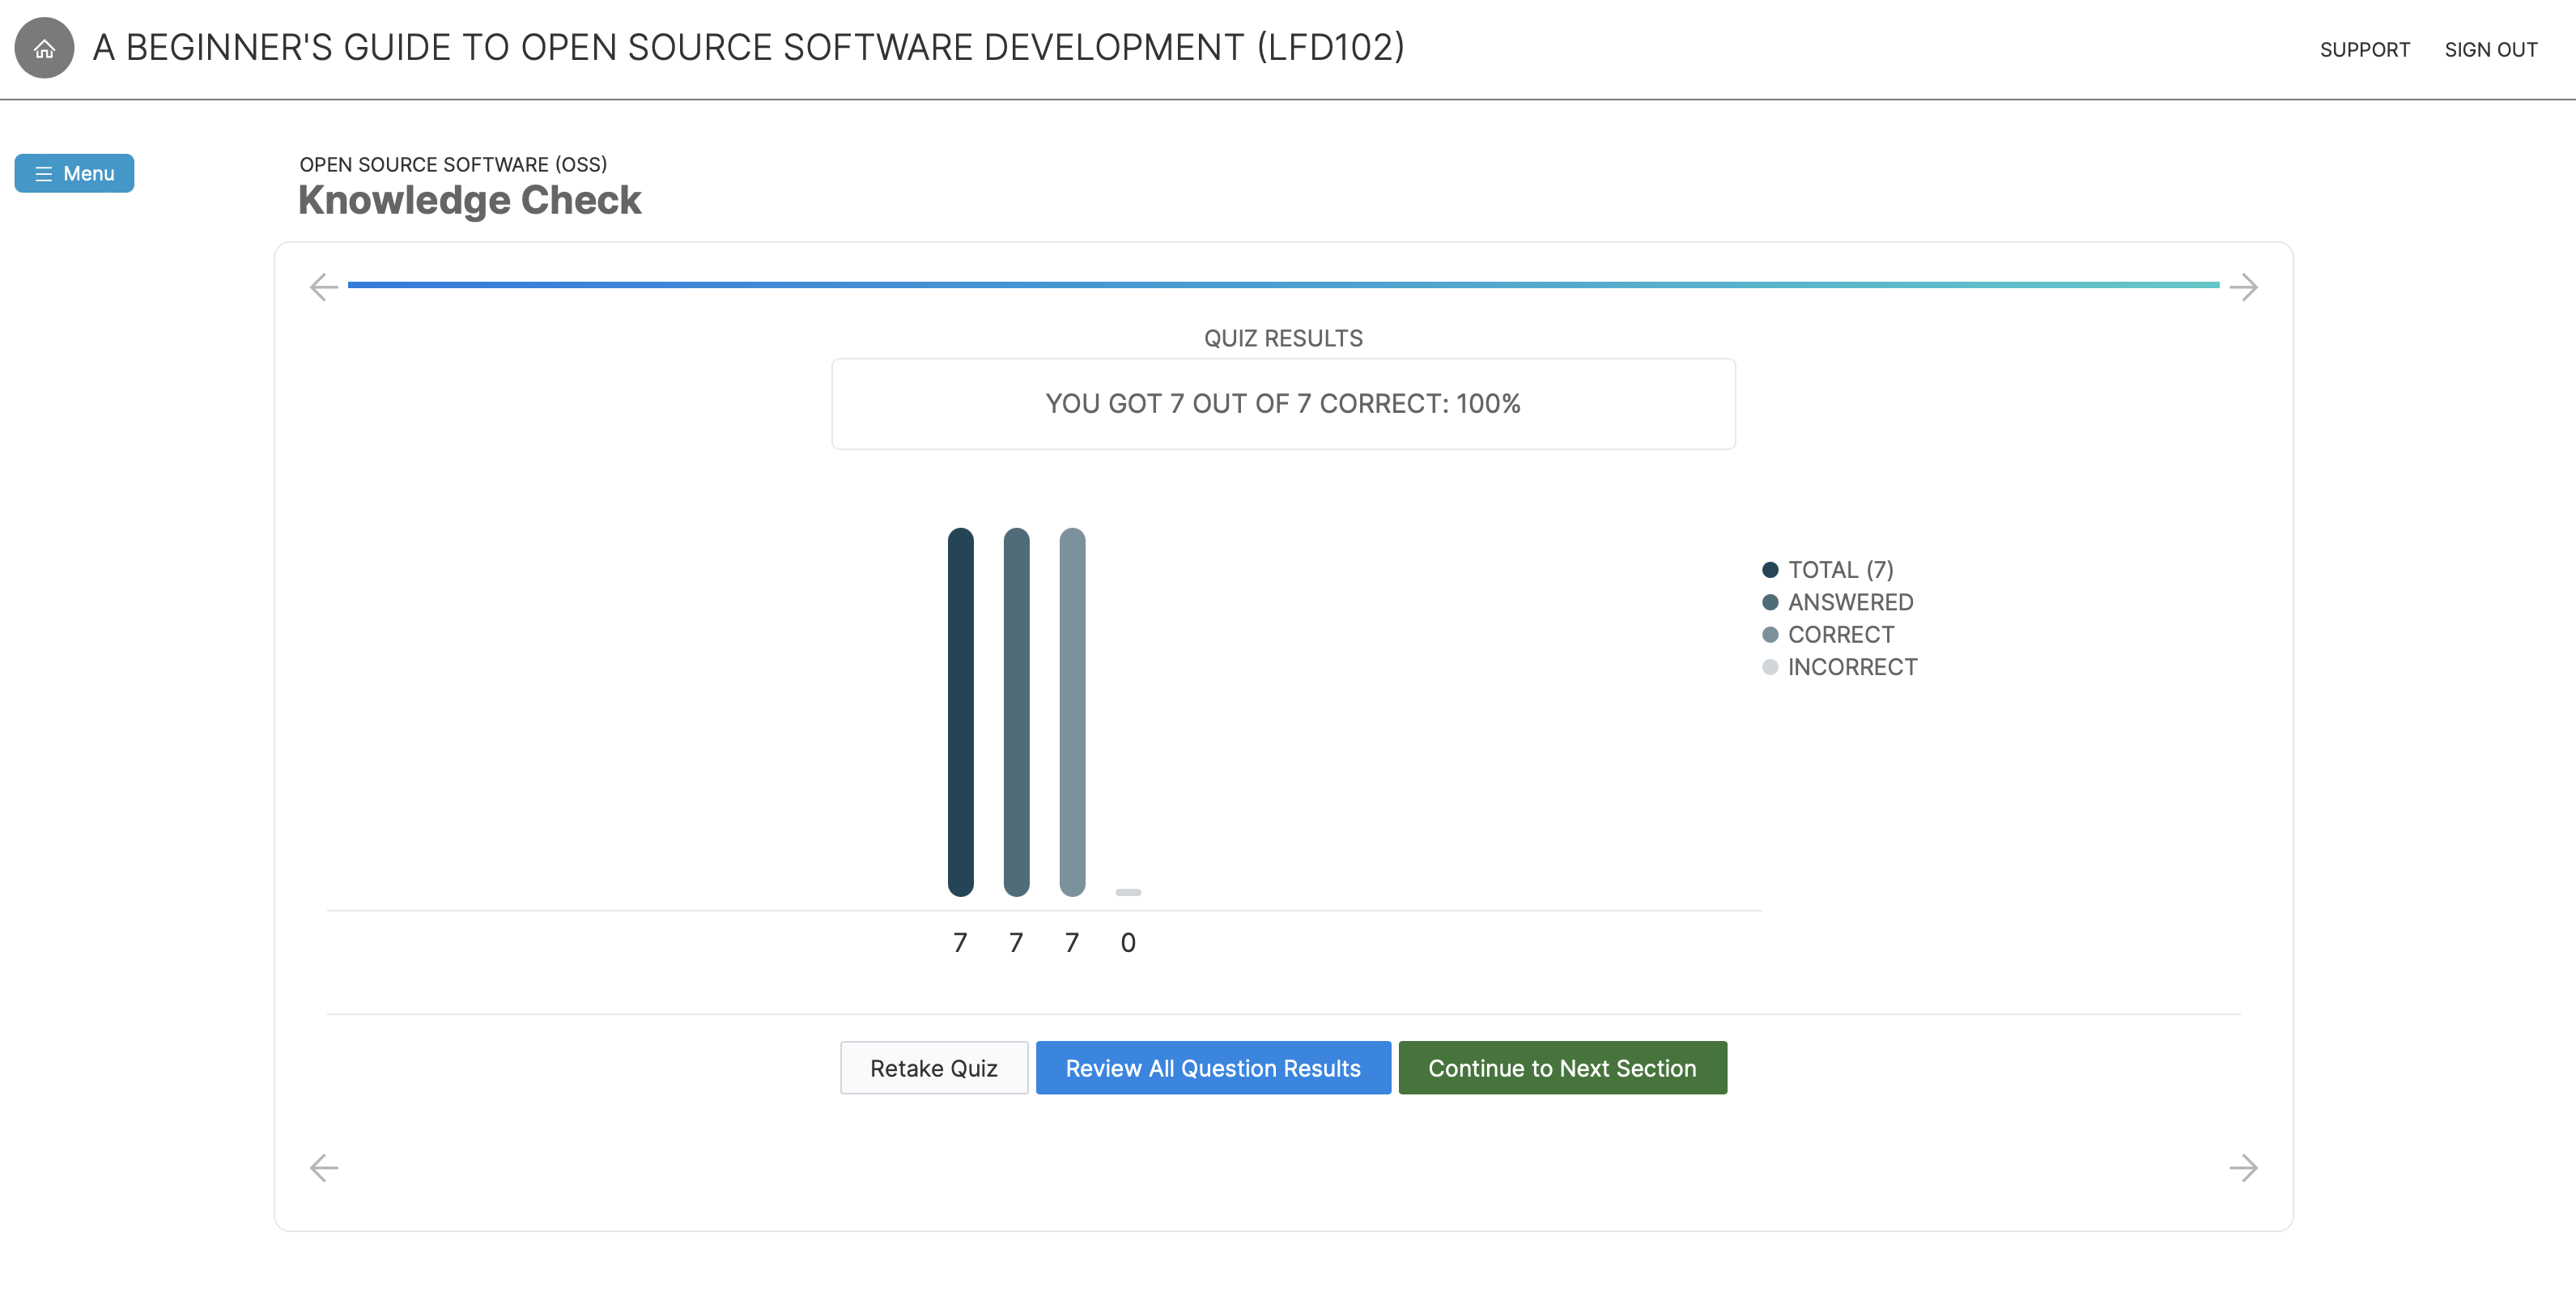 A BEGINNER'S GUIDE TO OPEN SOURCE SOFTWARE DEVELOPMENT (LFD102)
SUPPORT
SIGN OUT
Menu
OPEN SOURCE SOFTWARE (OSS)
Knowledge Check
QUIZ RESULTS
YOU GOT 7 OUT OF 7 CORRECT: 100%
TOTAL (7)
ANSWERED
CORRECT
INCORRECT
7 7 7 0
Retake Quiz
Review All Question Results
Continue to Next Section